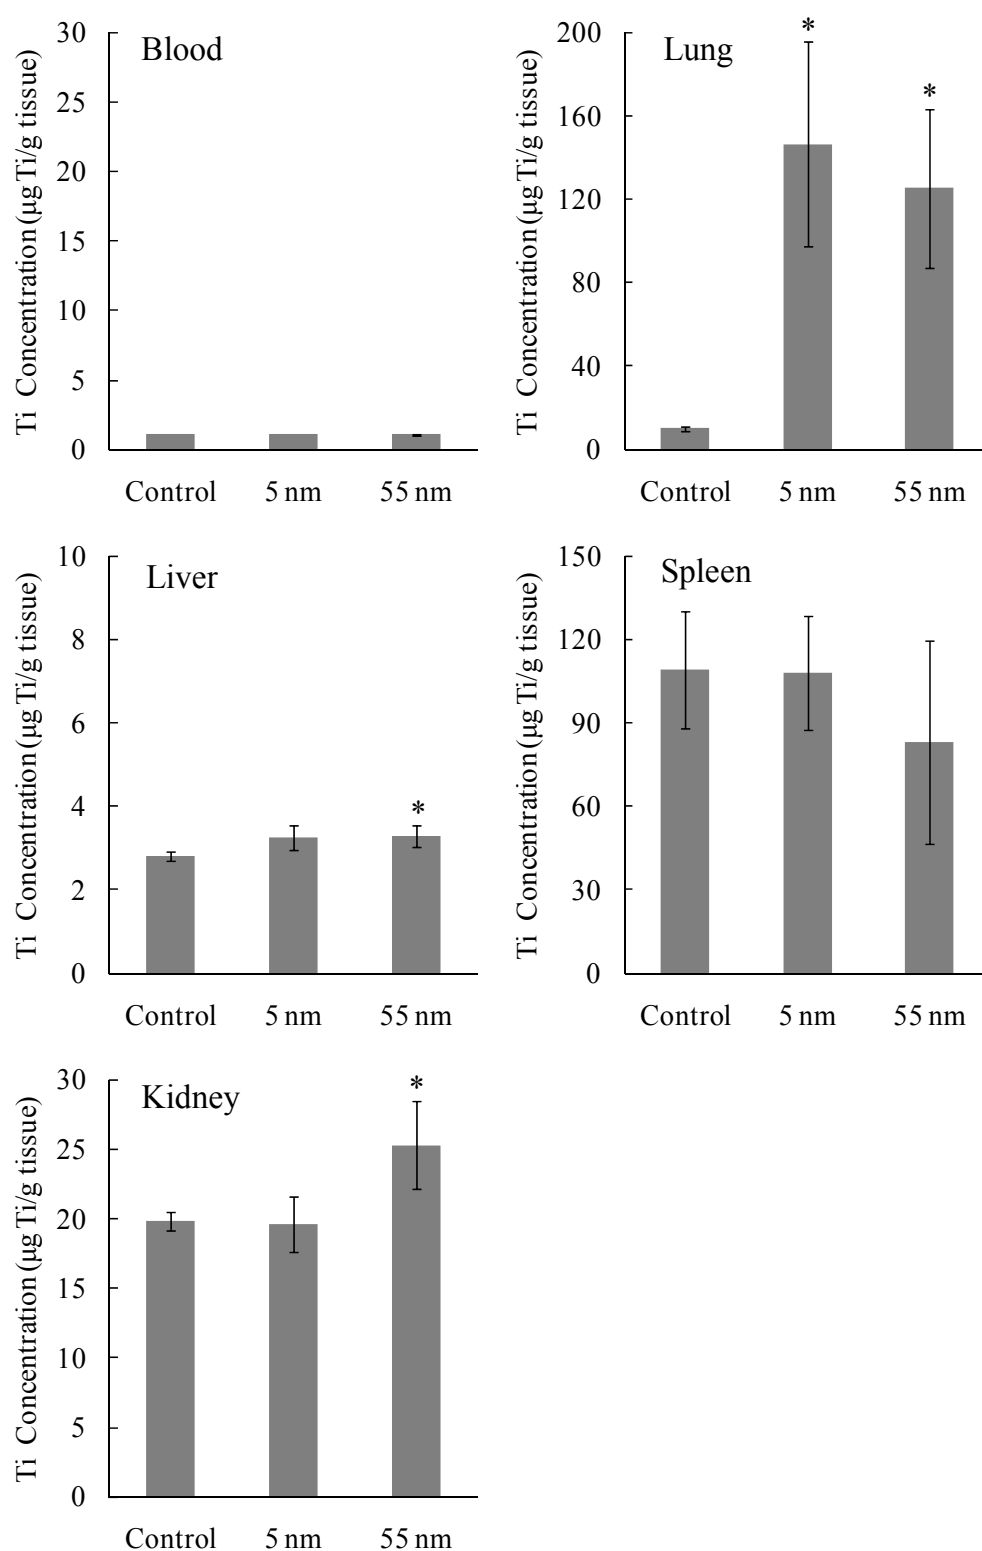 Blood
Ti Concentration (μg Ti/g tissue)
30
25
20
15
10
5
0
Control 5 nm 55 nm
Lung
Ti Concentration (μg Ti/g tissue)
200
160
120
80
40
0
*
*
Control 5 nm 55 nm
Liver
Ti Concentration (μg Ti/g tissue)
10
8
6
4
2
0
*
Control 5 nm 55 nm
Spleen
Ti Concentration (μg Ti/g tissue)
150
120
90
60
30
0
Control 5 nm 55 nm
Kidney
Ti Concentration (μg Ti/g tissue)
30
25
20
15
10
5
0
*
Control 5 nm 55 nm